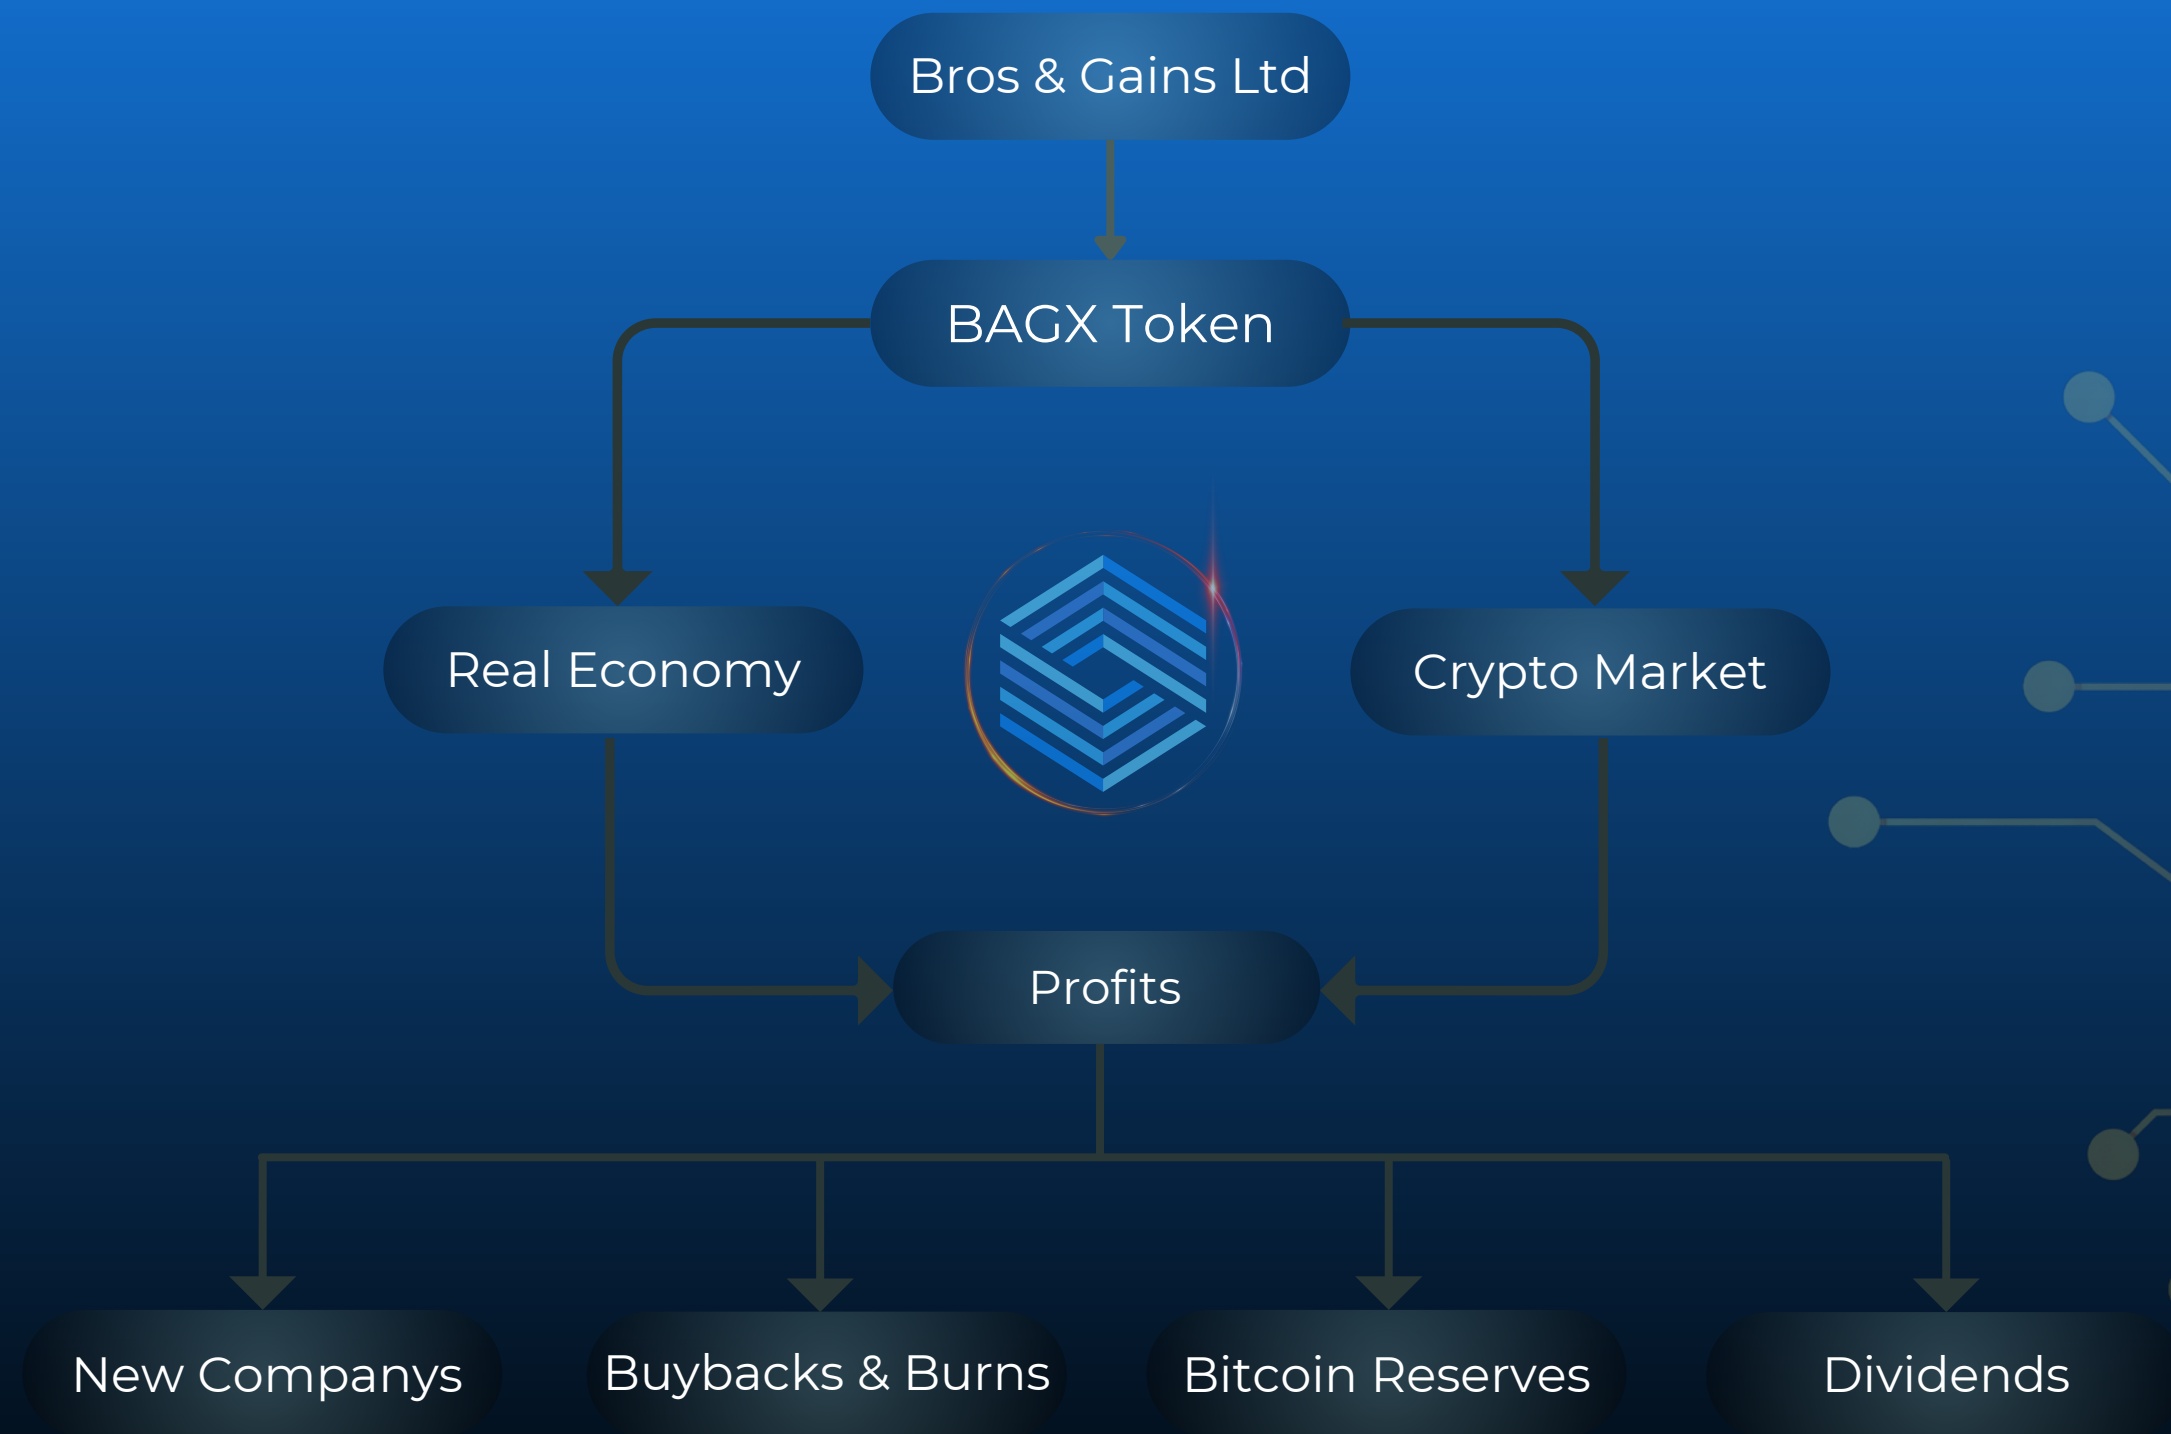 Bros & Gains Ltd
BAGX Token
Real Economy
Crypto Market
Profits
New Companys
Buybacks & Burns
Bitcoin Reserves
Dividends